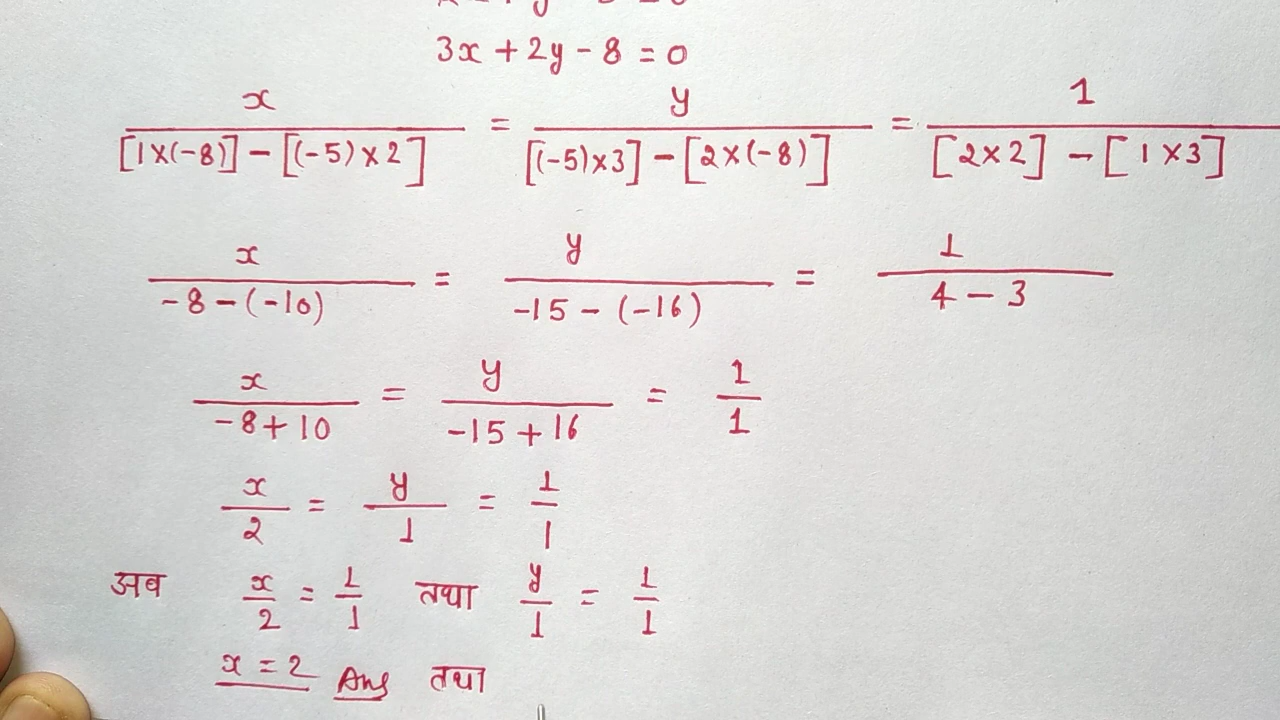 3x + 2y - 8 = 0
x / [1×(-8)] - [(-5)×2] = y / [(-5)×3] - [2×(-8)] = 1 / [2×2] - [1×3]
x / -8-(-10) = y / -15-(-16) = 1 / 4-3
x / -8+10 = y / -15+16 = 1 / 1
x / 2 = y / 1 = 1 / 1
अब x / 2 = 1 / 1 तथा y / 1 = 1 / 1
x = 2 Ans तथा